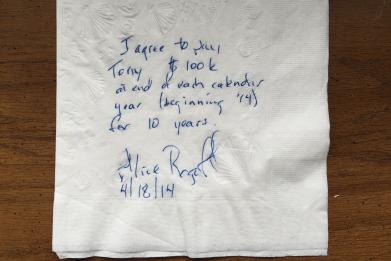 I agree to pay
Tony $100k
at end of each calendar
year (beginning '14)
for 10 years.
Alice Rogoff
4/18/14